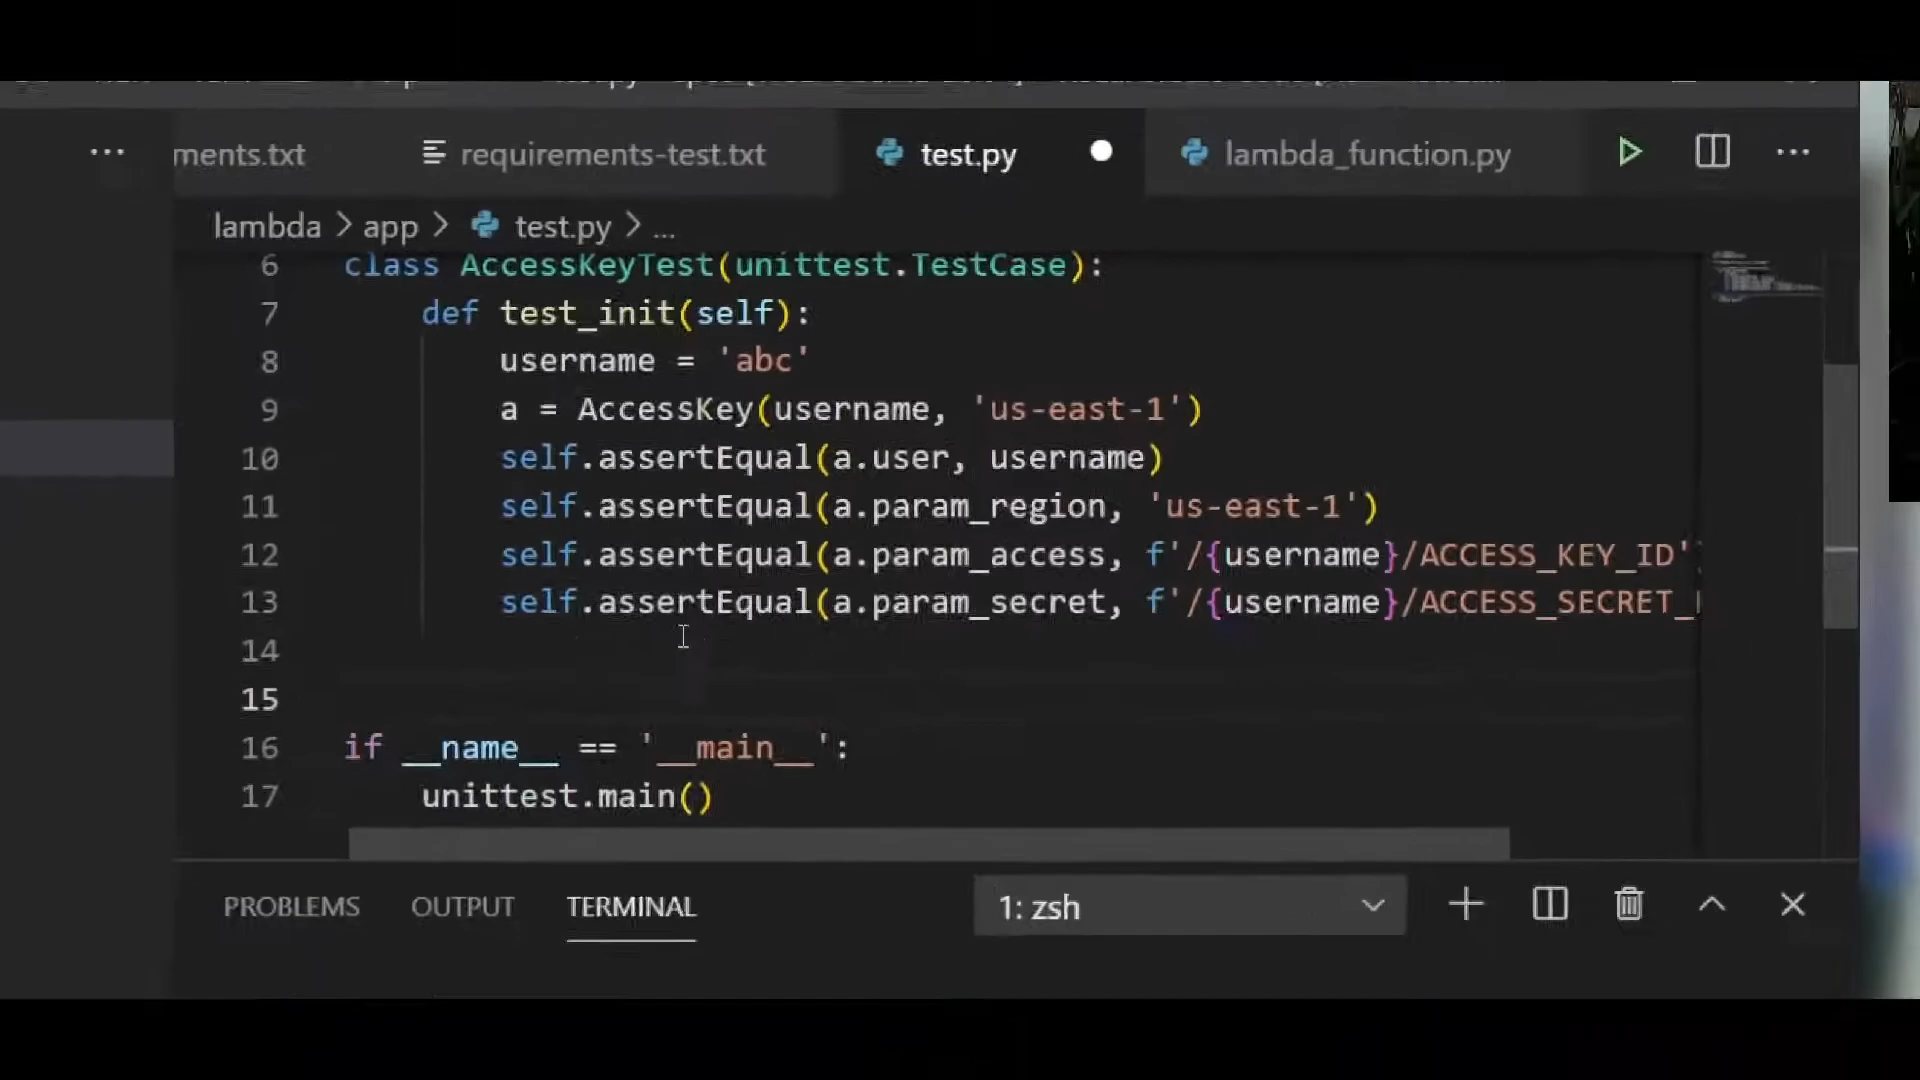 ments.txt
requirements-test.txt
test.py
lambda_function.py
lambda > app > test.py > ...
6 class AccessKeyTest(unittest.TestCase):
7 def test_init(self):
8 username = 'abc'
9 a = AccessKey(username, 'us-east-1')
10 self.assertEqual(a.user, username)
11 self.assertEqual(a.param_region, 'us-east-1')
12 self.assertEqual(a.param_access, f'/{username}/ACCESS_KEY_ID'
13 self.assertEqual(a.param_secret, f'/{username}/ACCESS_SECRET_
14
15
16 if __name__ == '__main__':
17 unittest.main()
PROBLEMS OUTPUT TERMINAL 1: zsh